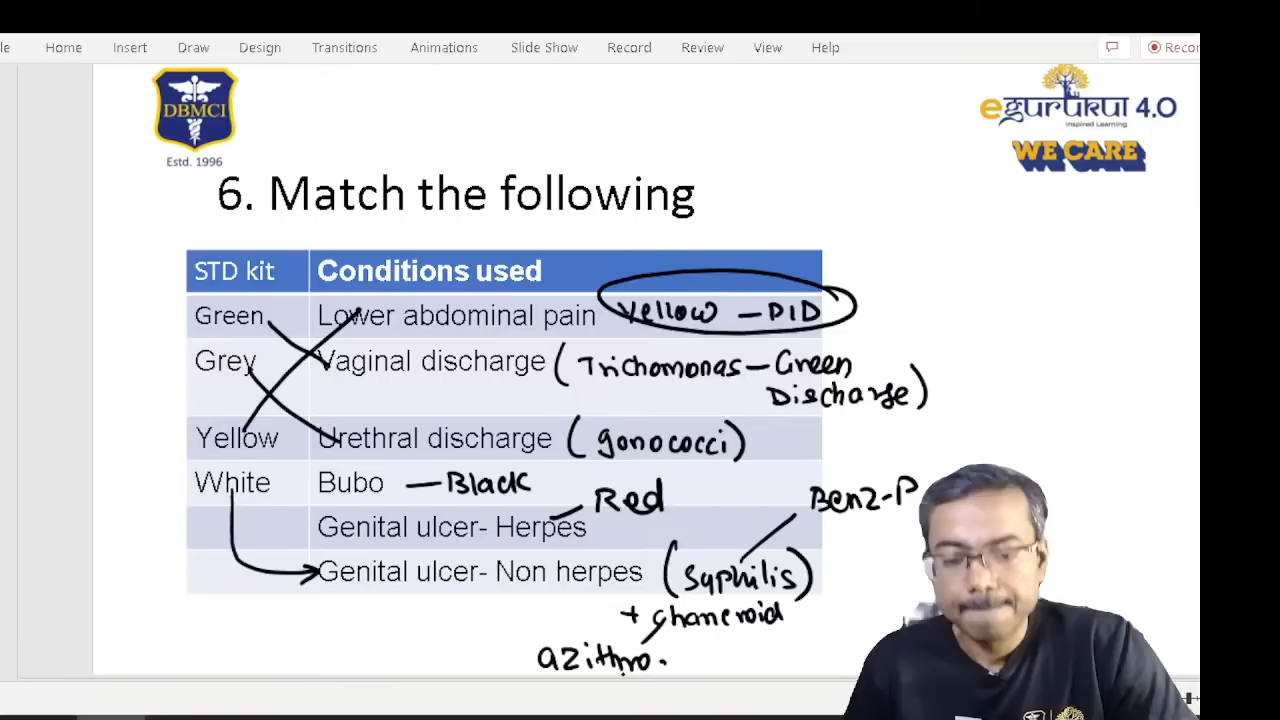 le Home Insert Draw Design Transitions Animations Slide Show Record Review View Help Recor
DBMCI
Estd. 1996
eGURUKUL 4.0
Inspired Learning
WE CARE
6. Match the following
STD kit Conditions used
Green Lower abdominal pain Yellow - PID
Grey Vaginal discharge (Trichomonas - Green
Discharge)
Yellow Urethral discharge (gonococci)
White Bubo - Black
Genital ulcer- Herpes - Red
Benz-P
Genital ulcer- Non herpes (syphilis)
+ chancroid
azithro.